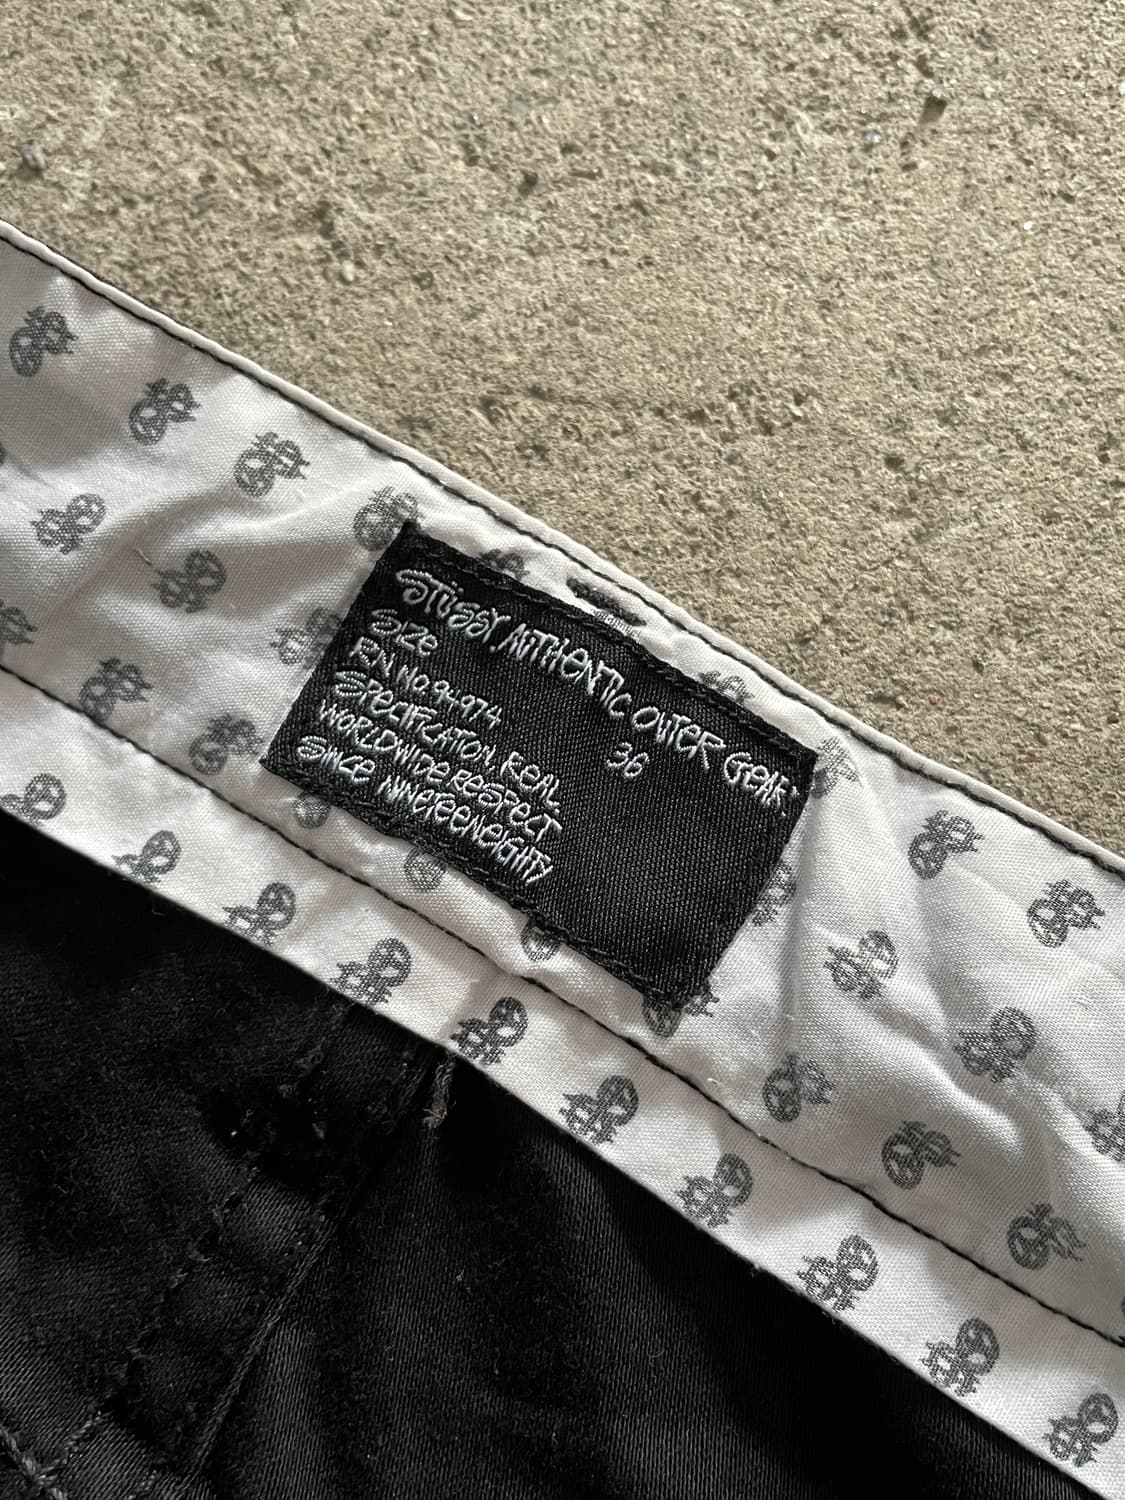 STÜSSY AUTHENTIC OUTER GEAR
SIZE 36
RN NO.94974
SPECIFICATION REAL
WORLDWIDE RESPECT
SINCE NINETEENEIGHTY